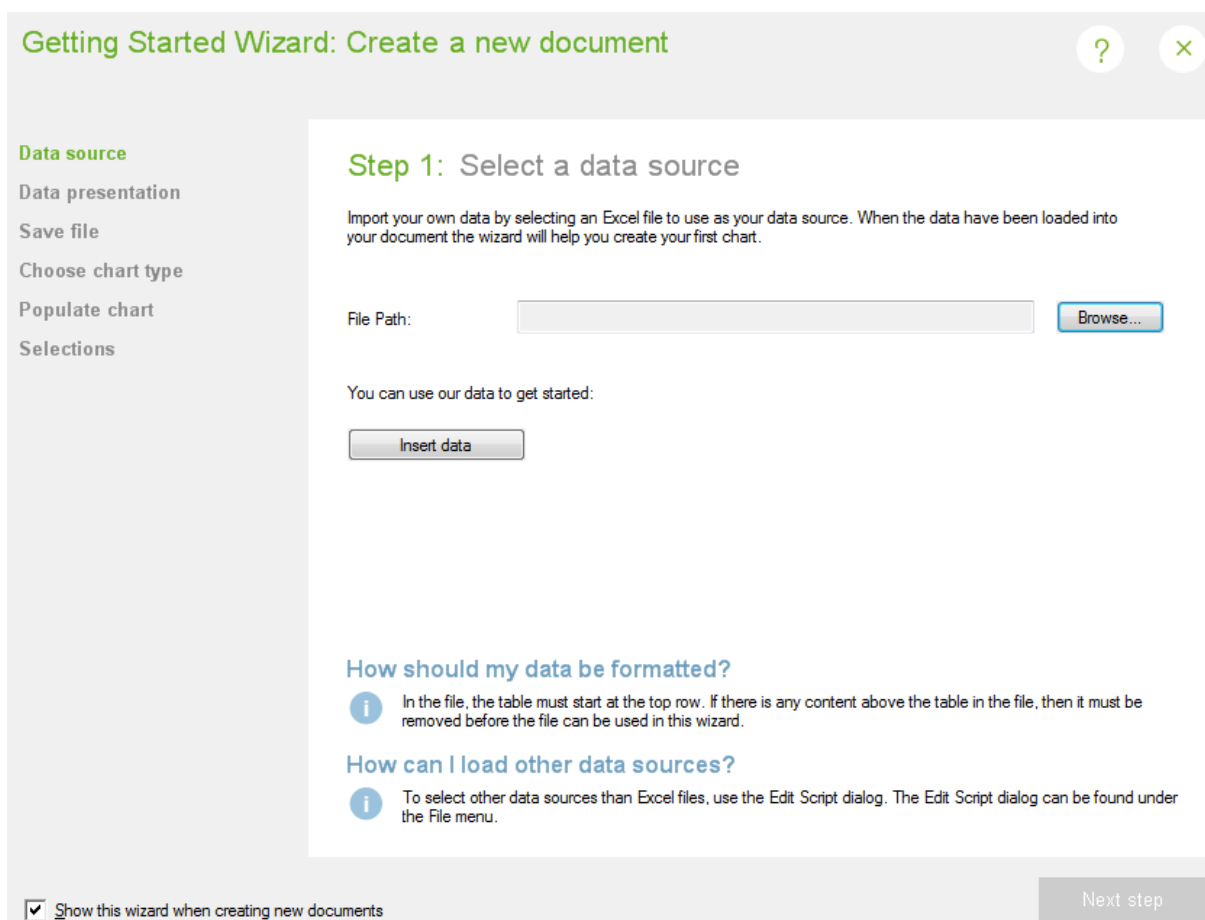 Getting Started Wizard: Create a new document
?
×
Data source
Data presentation
Save file
Choose chart type
Populate chart
Selections
Step 1: Select a data source
Import your own data by selecting an Excel file to use as your data source. When the data have been loaded into
your document the wizard will help you create your first chart.
File Path:
Browse...
You can use our data to get started:
Insert data
How should my data be formatted?
i
In the file, the table must start at the top row. If there is any content above the table in the file, then it must be
removed before the file can be used in this wizard.
How can I load other data sources?
i
To select other data sources than Excel files, use the Edit Script dialog. The Edit Script dialog can be found under
the File menu.
Show this wizard when creating new documents
Next step